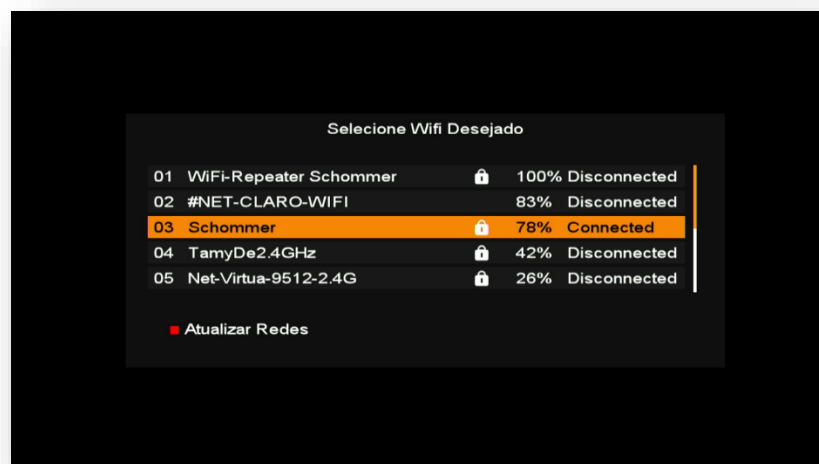 Selecione Wifi Desejado
01 WiFi-Repeater Schommer 100% Disconnected
02 #NET-CLARO-WIFI 83% Disconnected
03 Schommer 78% Connected
04 TamyDe2.4GHz 42% Disconnected
05 Net-Virtua-9512-2.4G 26% Disconnected
Atualizar Redes